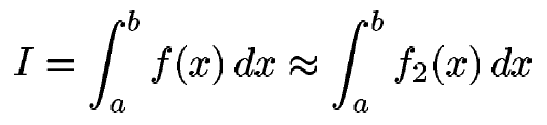 I = ∫_a^b f(x) dx ≈ ∫_a^b f_2(x) dx